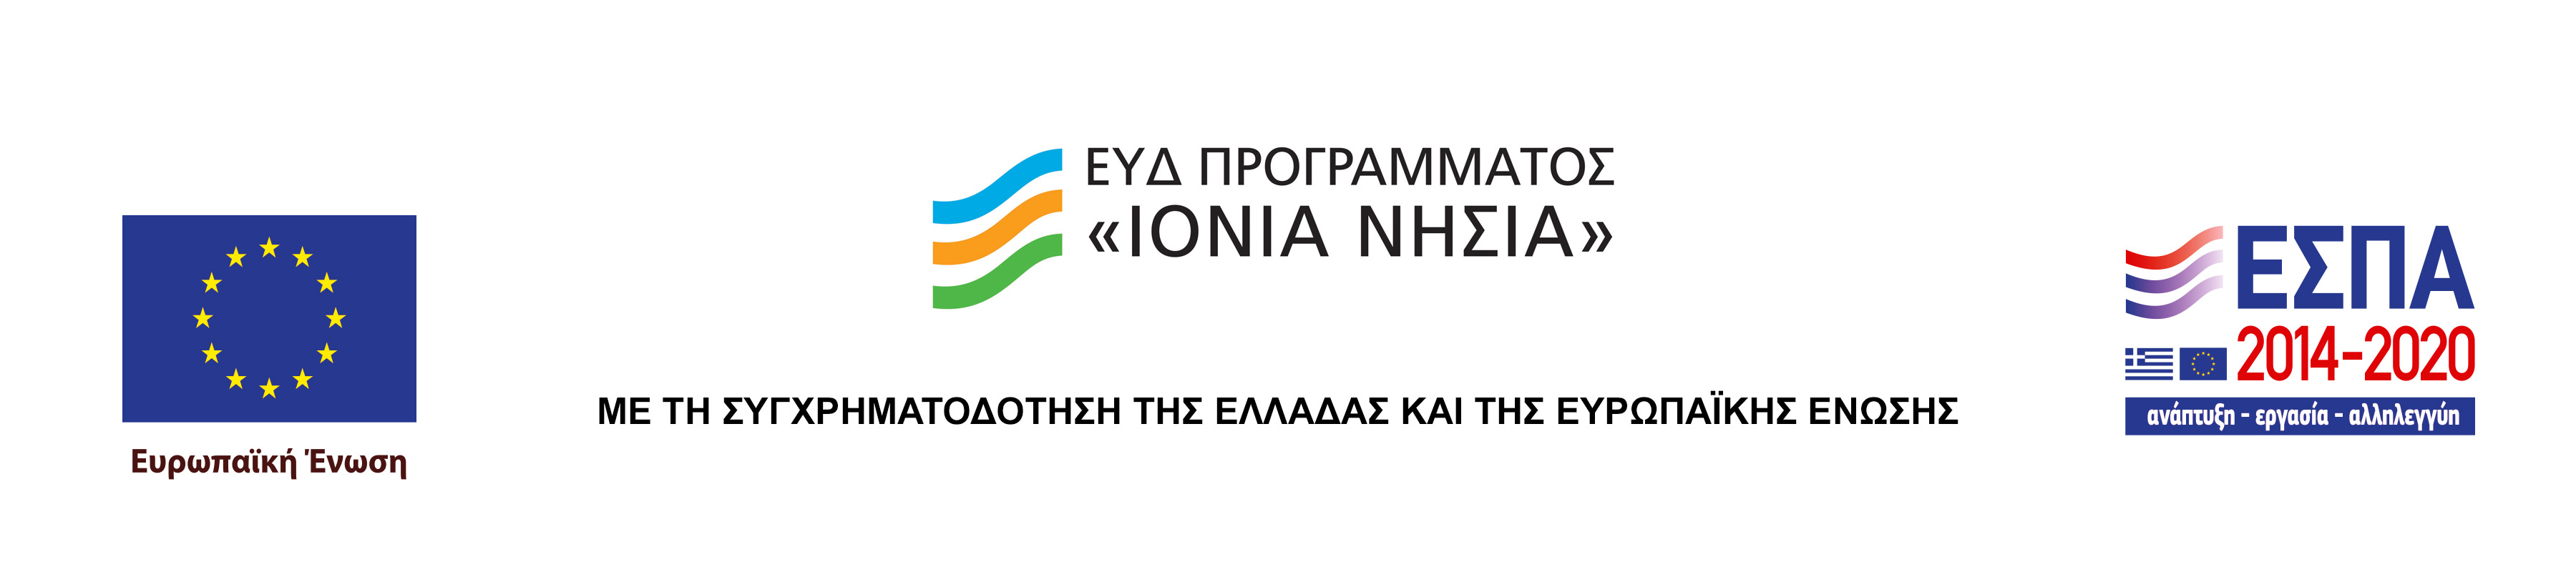 ΕΥΔ ΠΡΟΓΡΑΜΜΑΤΟΣ
«ΙΟΝΙΑ ΝΗΣΙΑ»
ΜΕ ΤΗ ΣΥΓΧΡΗΜΑΤΟΔΟΤΗΣΗ ΤΗΣ ΕΛΛΑΔΑΣ ΚΑΙ ΤΗΣ ΕΥΡΩΠΑΪΚΗΣ ΕΝΩΣΗΣ
Ευρωπαϊκή Ένωση
ΕΣΠΑ
2014-2020
ανάπτυξη - εργασία - αλληλεγγύη